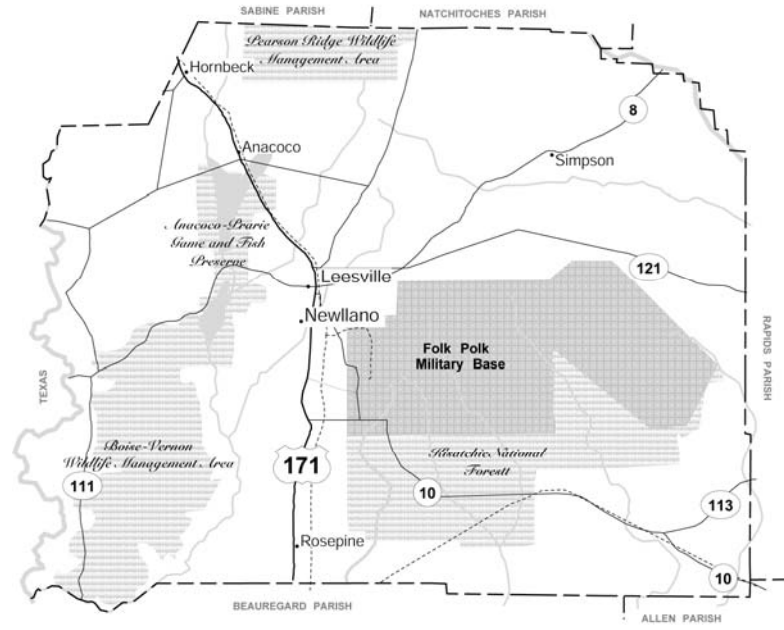 SABINE PARISH
NATCHITOCHES PARISH
Pearson Ridge Wildlife
Management Area
Hornbeck
8
Anacoco
Simpson
Anacoco-Prarie
Game and Fish
Preserve
121
Leesville
Newllano
Folk Polk
Military Base
RAPIDS PARISH
TEXAS
Boise-Vernon
Wildlife Management Area
Kisatchie National
Forestt
171
111
10
113
Rosepine
10
BEAUREGARD PARISH
ALLEN PARISH